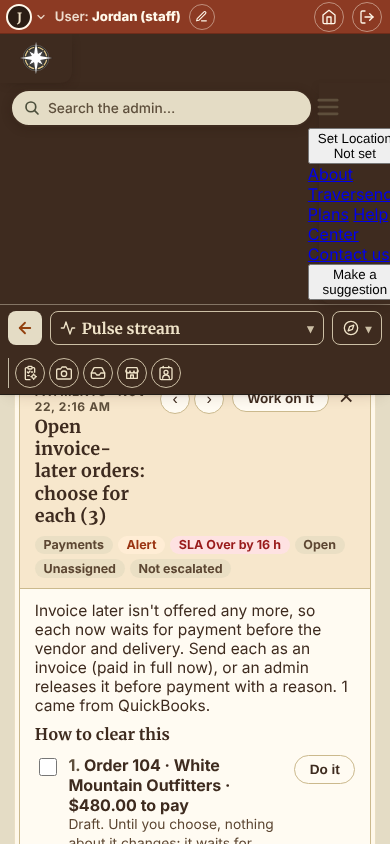 J
User: Jordan (staff)
Search the admin...
Set Location
Not set
About
Traversend
Plans Help
Center
Contact us
Make a
suggestion
Pulse stream
22, 2:16 AM
Work on it
Open
invoice-
later orders:
choose for
each (3)
Payments Alert SLA Over by 16 h Open
Unassigned Not escalated
Invoice later isn't offered any more, so
each now waits for payment before the
vendor and delivery. Send each as an
invoice (paid in full now), or an admin
releases it before payment with a reason. 1
came from QuickBooks.
How to clear this
1. Order 104 · White
Mountain Outfitters ·
$480.00 to pay
Do it
Draft. Until you choose, nothing
about it changes: it waits for